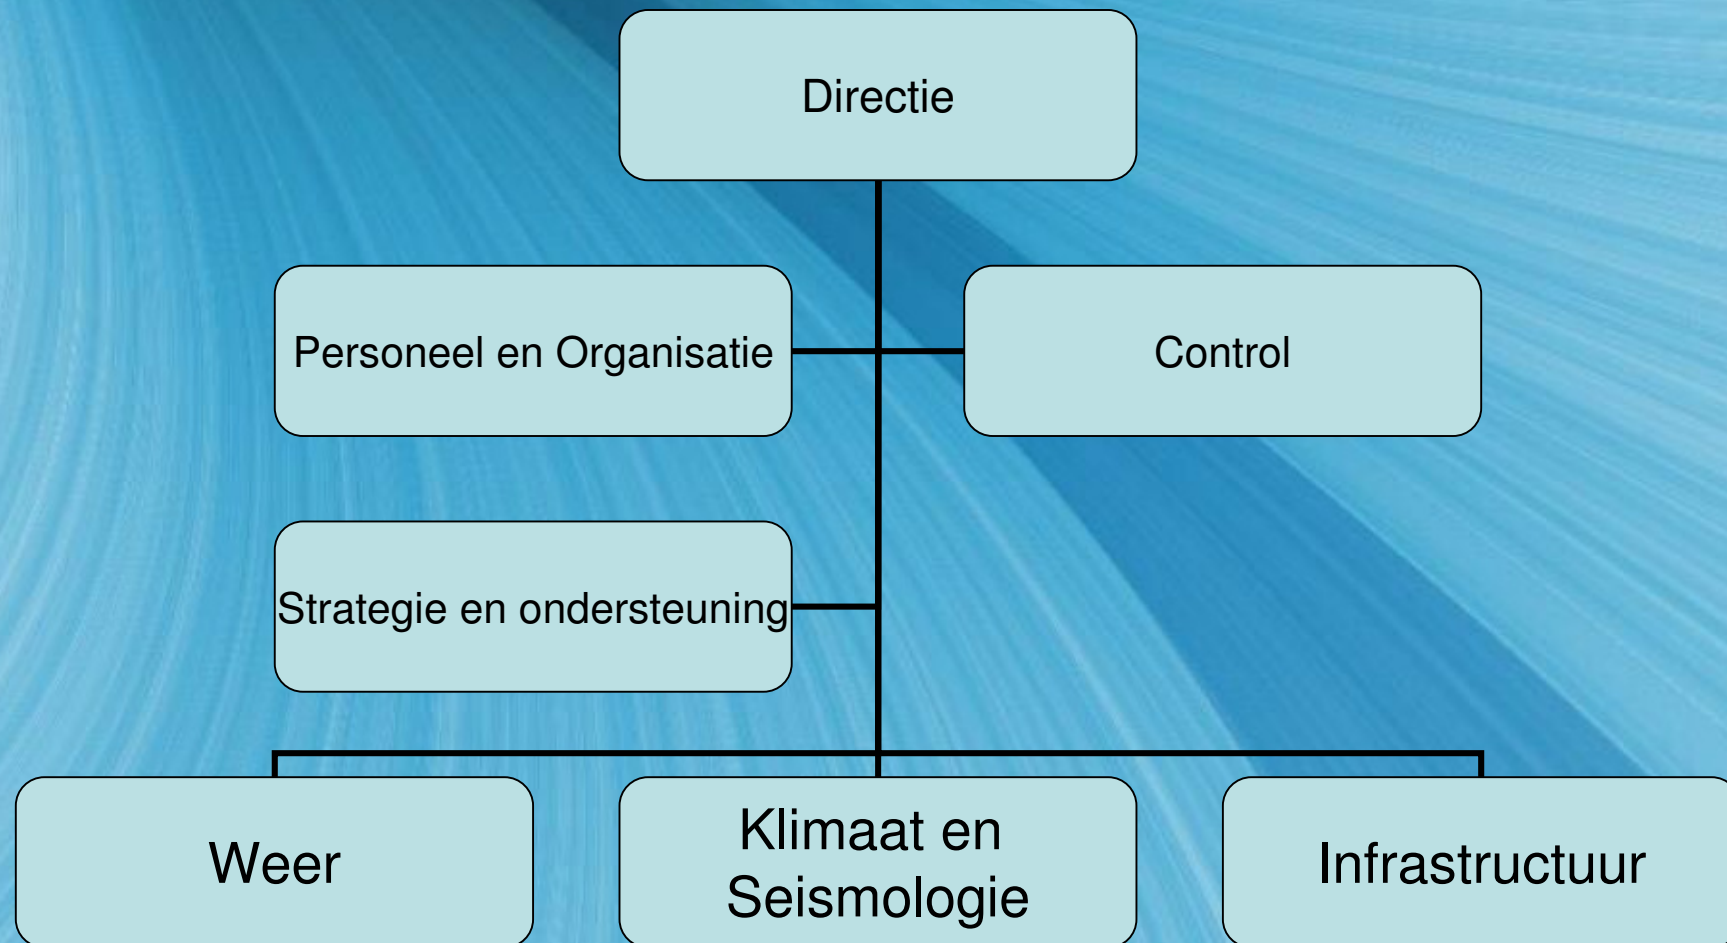 Directie
Personeel en Organisatie
Control
Strategie en ondersteuning
Weer
Klimaat en
Seismologie
Infrastructuur